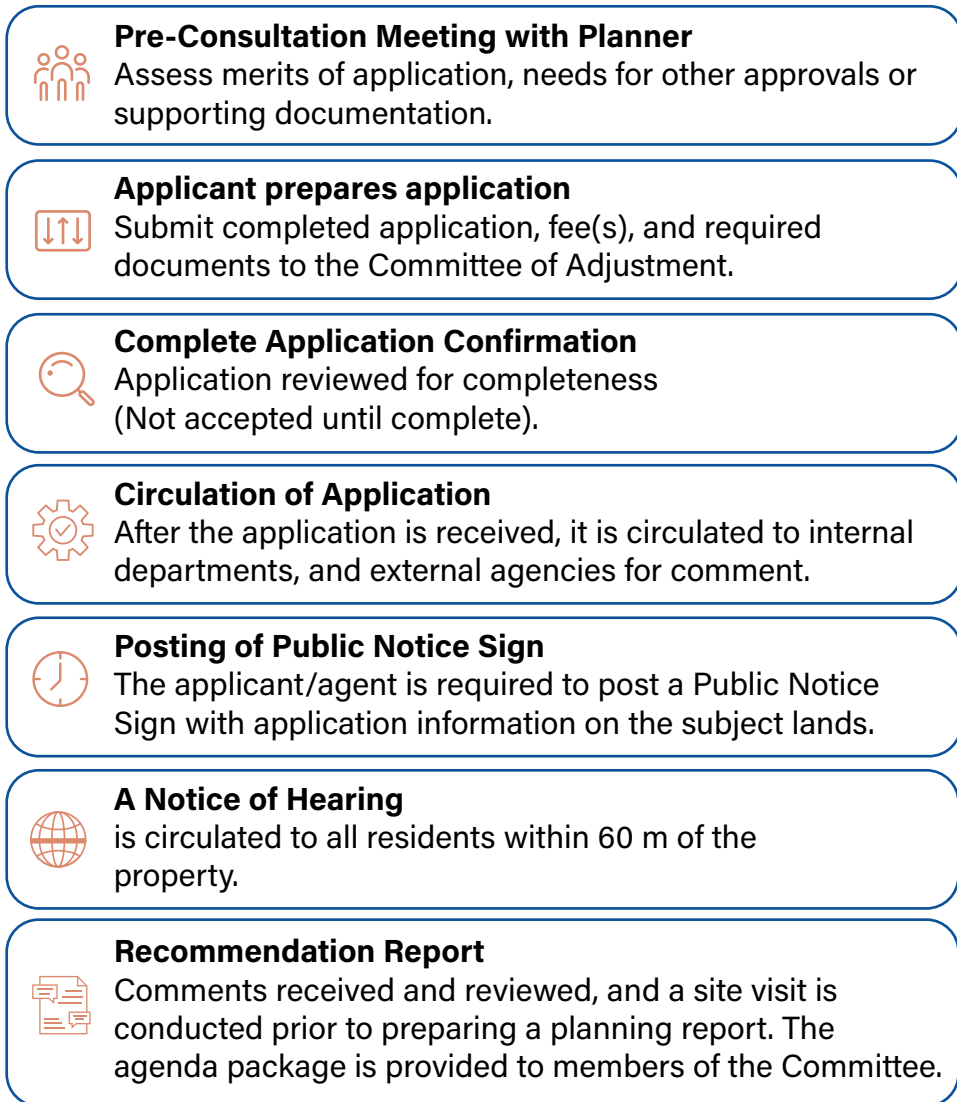 Pre-Consultation Meeting with Planner
Assess merits of application, needs for other approvals or
supporting documentation.
Applicant prepares application
Submit completed application, fee(s), and required
documents to the Committee of Adjustment.
Complete Application Confirmation
Application reviewed for completeness
(Not accepted until complete).
Circulation of Application
After the application is received, it is circulated to internal
departments, and external agencies for comment.
Posting of Public Notice Sign
The applicant/agent is required to post a Public Notice
Sign with application information on the subject lands.
A Notice of Hearing
is circulated to all residents within 60 m of the
property.
Recommendation Report
Comments received and reviewed, and a site visit is
conducted prior to preparing a planning report. The
agenda package is provided to members of the Committee.